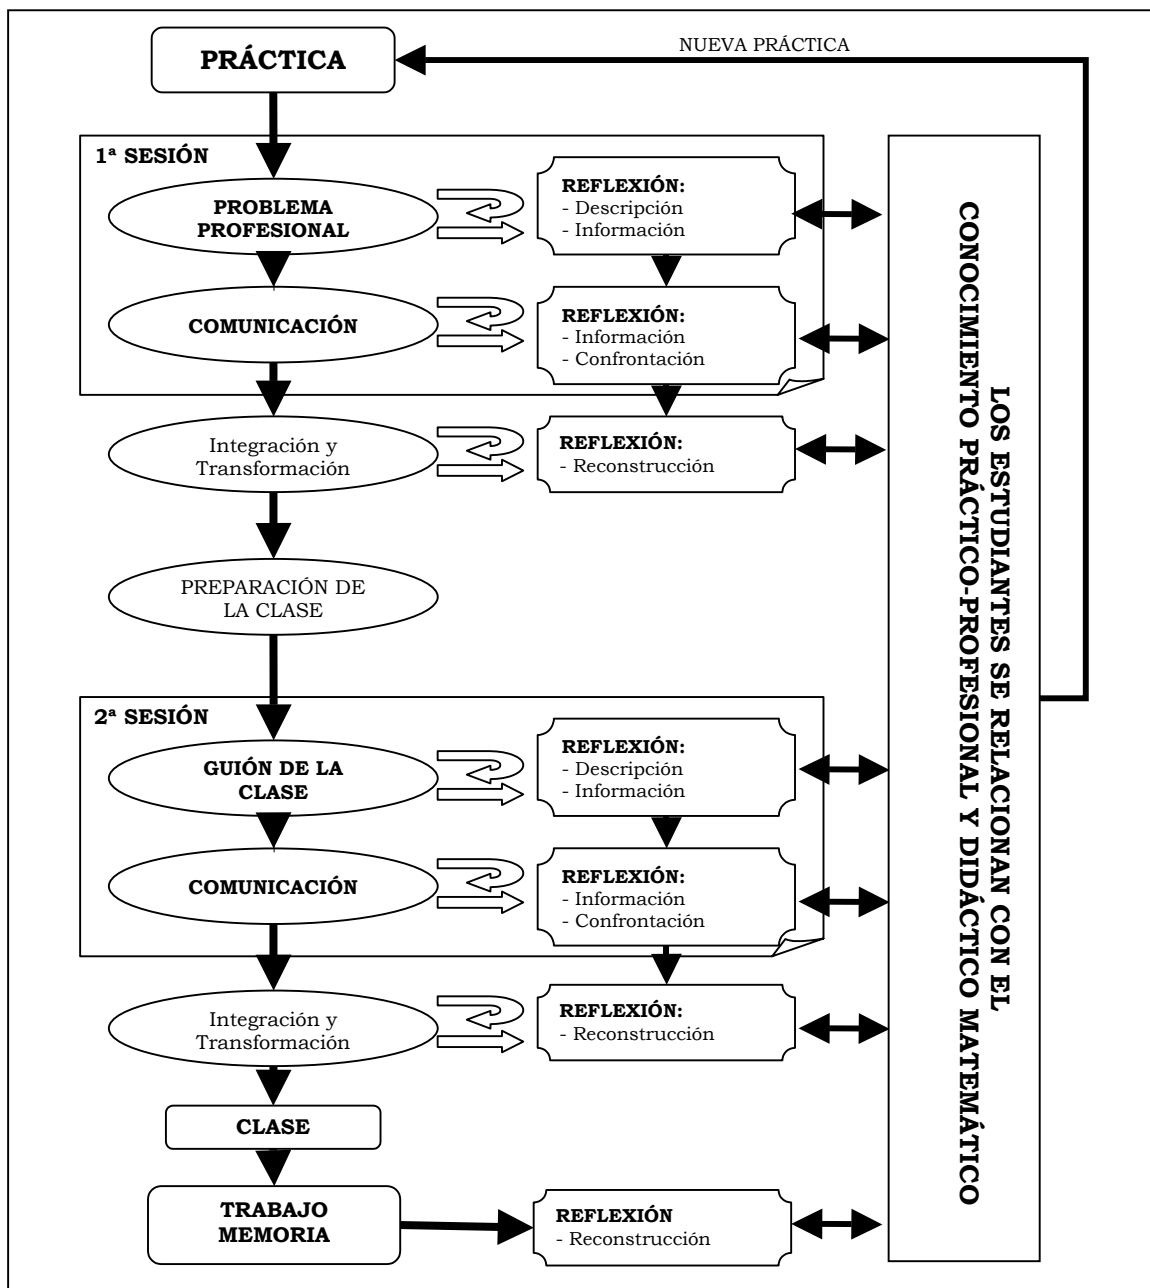 NUEVA PRÁCTICA
PRÁCTICA
1ª SESIÓN
PROBLEMA
PROFESIONAL
REFLEXIÓN:
- Descripción
- Información
COMUNICACIÓN
REFLEXIÓN:
- Información
- Confrontación
Integración y
Transformación
REFLEXIÓN:
- Reconstrucción
PREPARACIÓN DE
LA CLASE
2ª SESIÓN
GUIÓN DE LA
CLASE
REFLEXIÓN:
- Descripción
- Información
COMUNICACIÓN
REFLEXIÓN:
- Información
- Confrontación
Integración y
Transformación
REFLEXIÓN:
- Reconstrucción
CLASE
TRABAJO
MEMORIA
REFLEXIÓN
- Reconstrucción
LOS ESTUDIANTES SE RELACIONAN CON EL
CONOCIMIENTO PRÁCTICO-PROFESIONAL Y DIDÁCTICO MATEMÁTICO